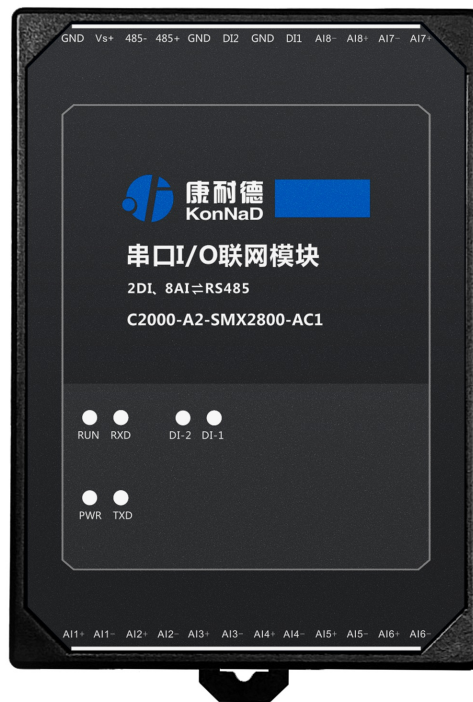 GND Vs+ 485- 485+ GND DI2 GND DI1 AI8- AI8+ AI7- AI7+
康耐德
KonNaD
串口I/O联网模块
2DI、8AI⇌RS485
C2000-A2-SMX2800-AC1
RUN RXD DI-2 DI-1
PWR TXD
AI1+ AI1- AI2+ AI2- AI3+ AI3- AI4+ AI4- AI5+ AI5- AI6+ AI6-